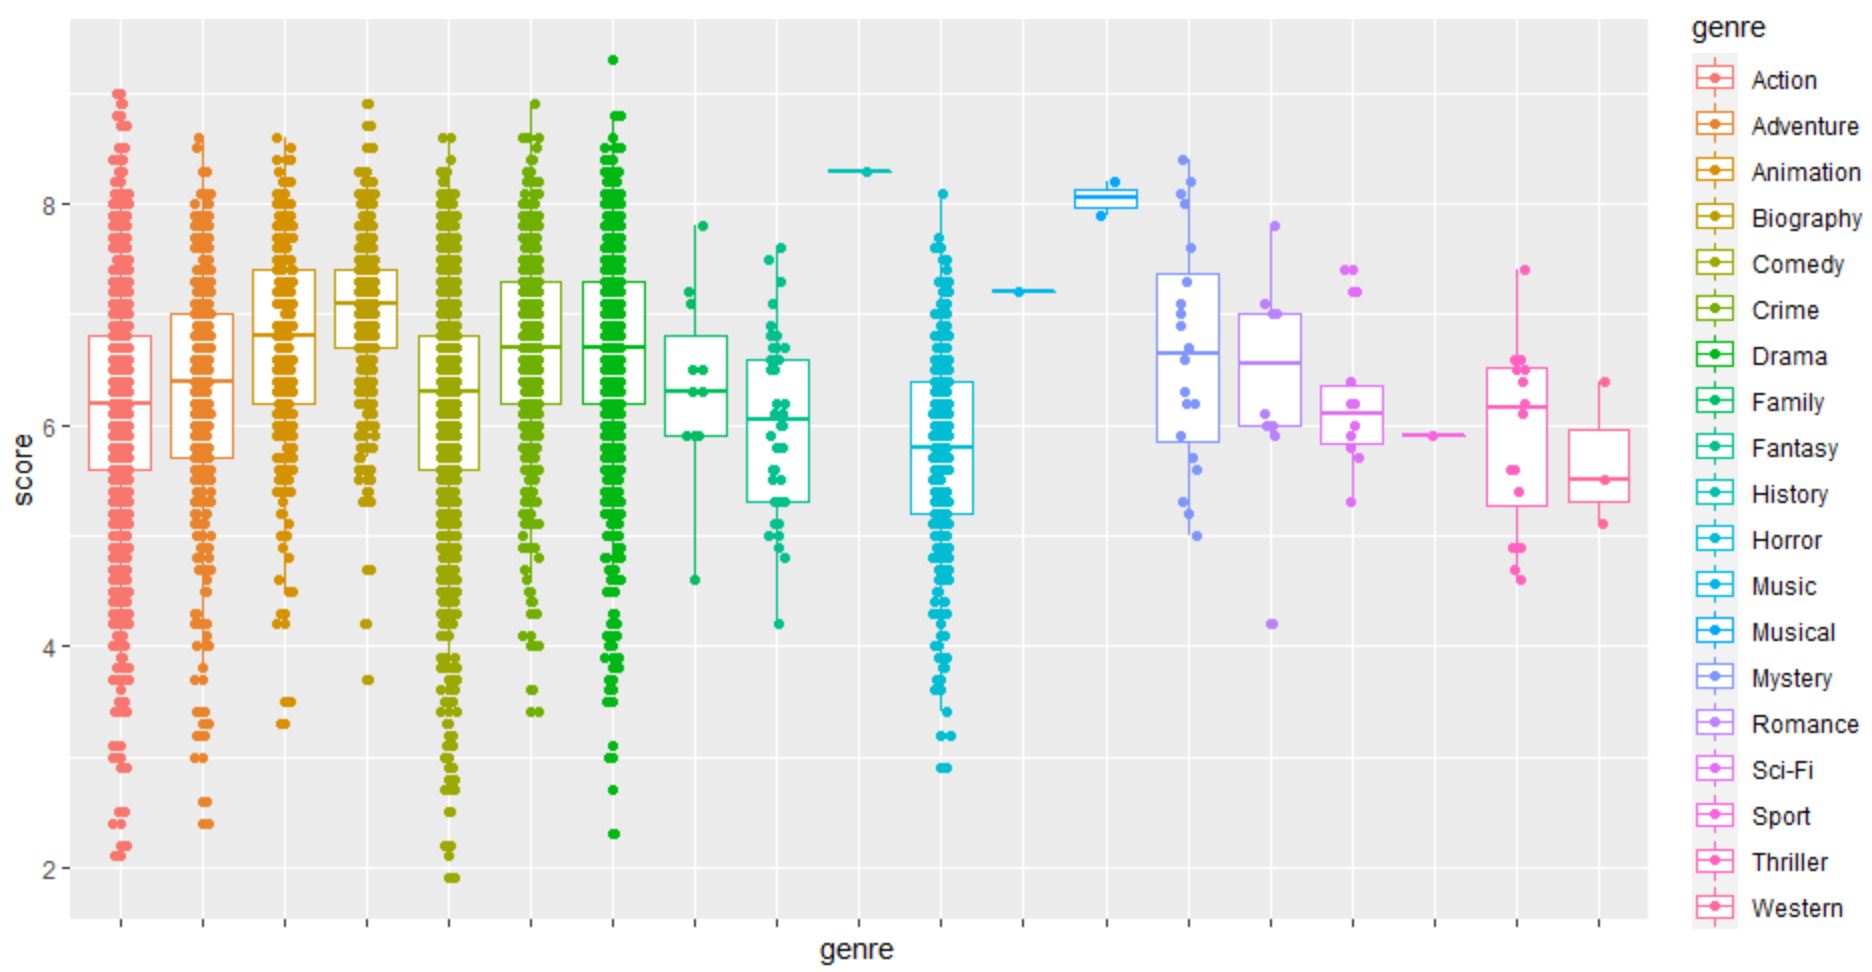 genre
Action
Adventure
Animation
Biography
Comedy
Crime
Drama
Family
Fantasy
History
Horror
Music
Musical
Mystery
Romance
Sci-Fi
Sport
Thriller
Western
8
6
4
2
score
genre